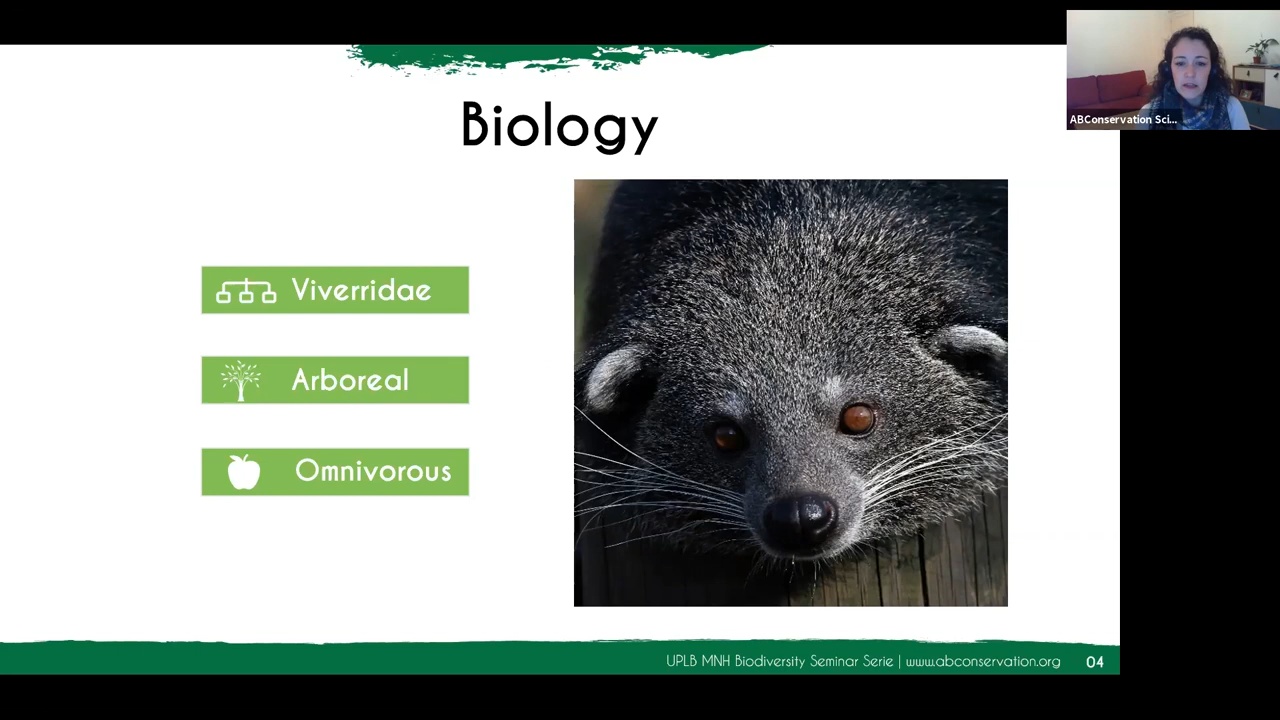 Biology
Viverridae
Arboreal
Omnivorous
UPLB MNH Biodiversity Seminar Serie | www.abconservation.org 04
ABConservation Sci...